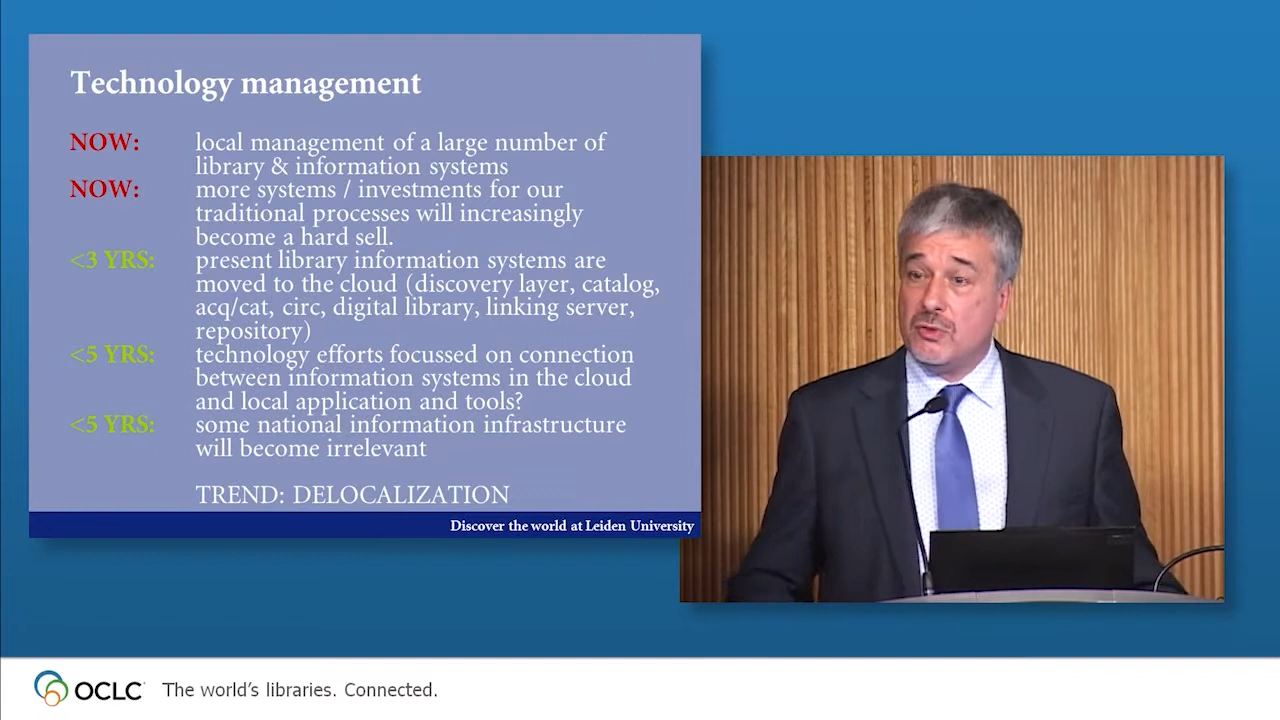 Technology management
NOW: local management of a large number of
library & information systems
NOW: more systems / investments for our
traditional processes will increasingly
become a hard sell.
<3 YRS: present library information systems are
moved to the cloud (discovery layer, catalog,
acq/cat, circ, digital library, linking server,
repository)
<5 YRS: technology efforts focussed on connection
between information systems in the cloud
and local application and tools?
<5 YRS: some national information infrastructure
will become irrelevant
TREND: DELOCALIZATION
Discover the world at Leiden University
OCLC The world's libraries. Connected.